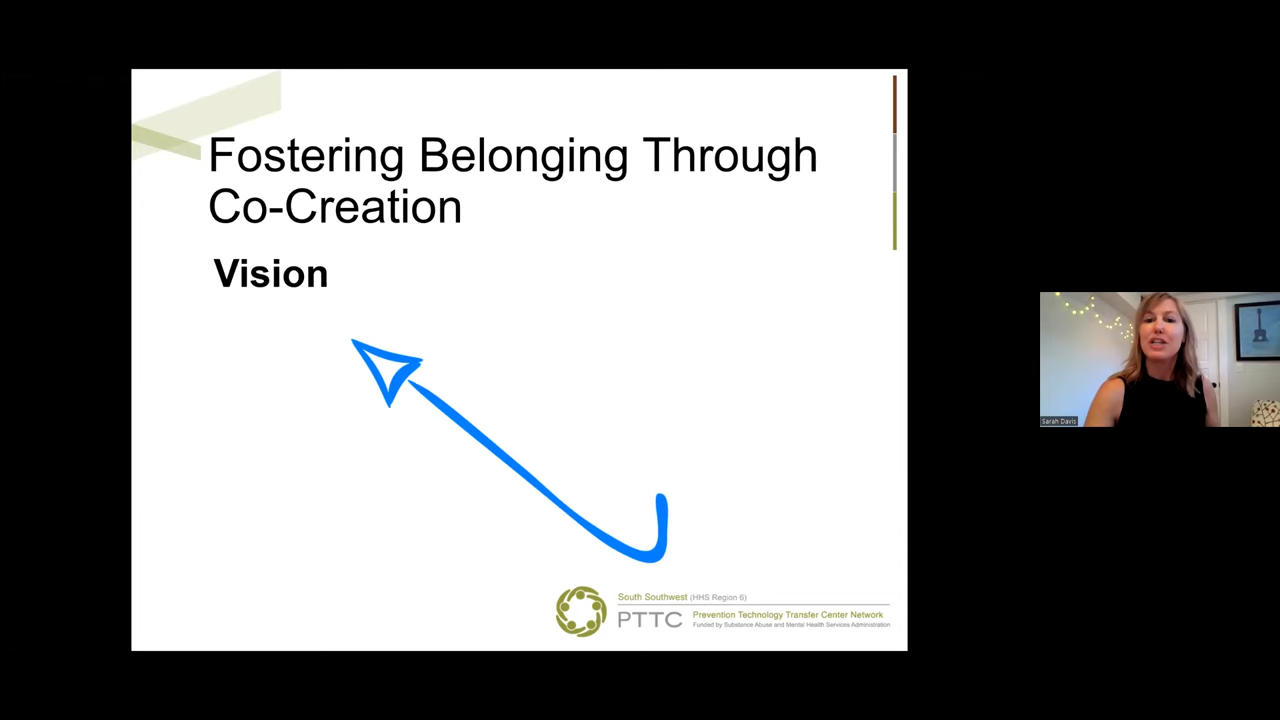 Fostering Belonging Through
Co-Creation
Vision
South Southwest (HHS Region 6)
PTTC
Prevention Technology Transfer Center Network
Funded by Substance Abuse and Mental Health Services Administration
Sarah Davis